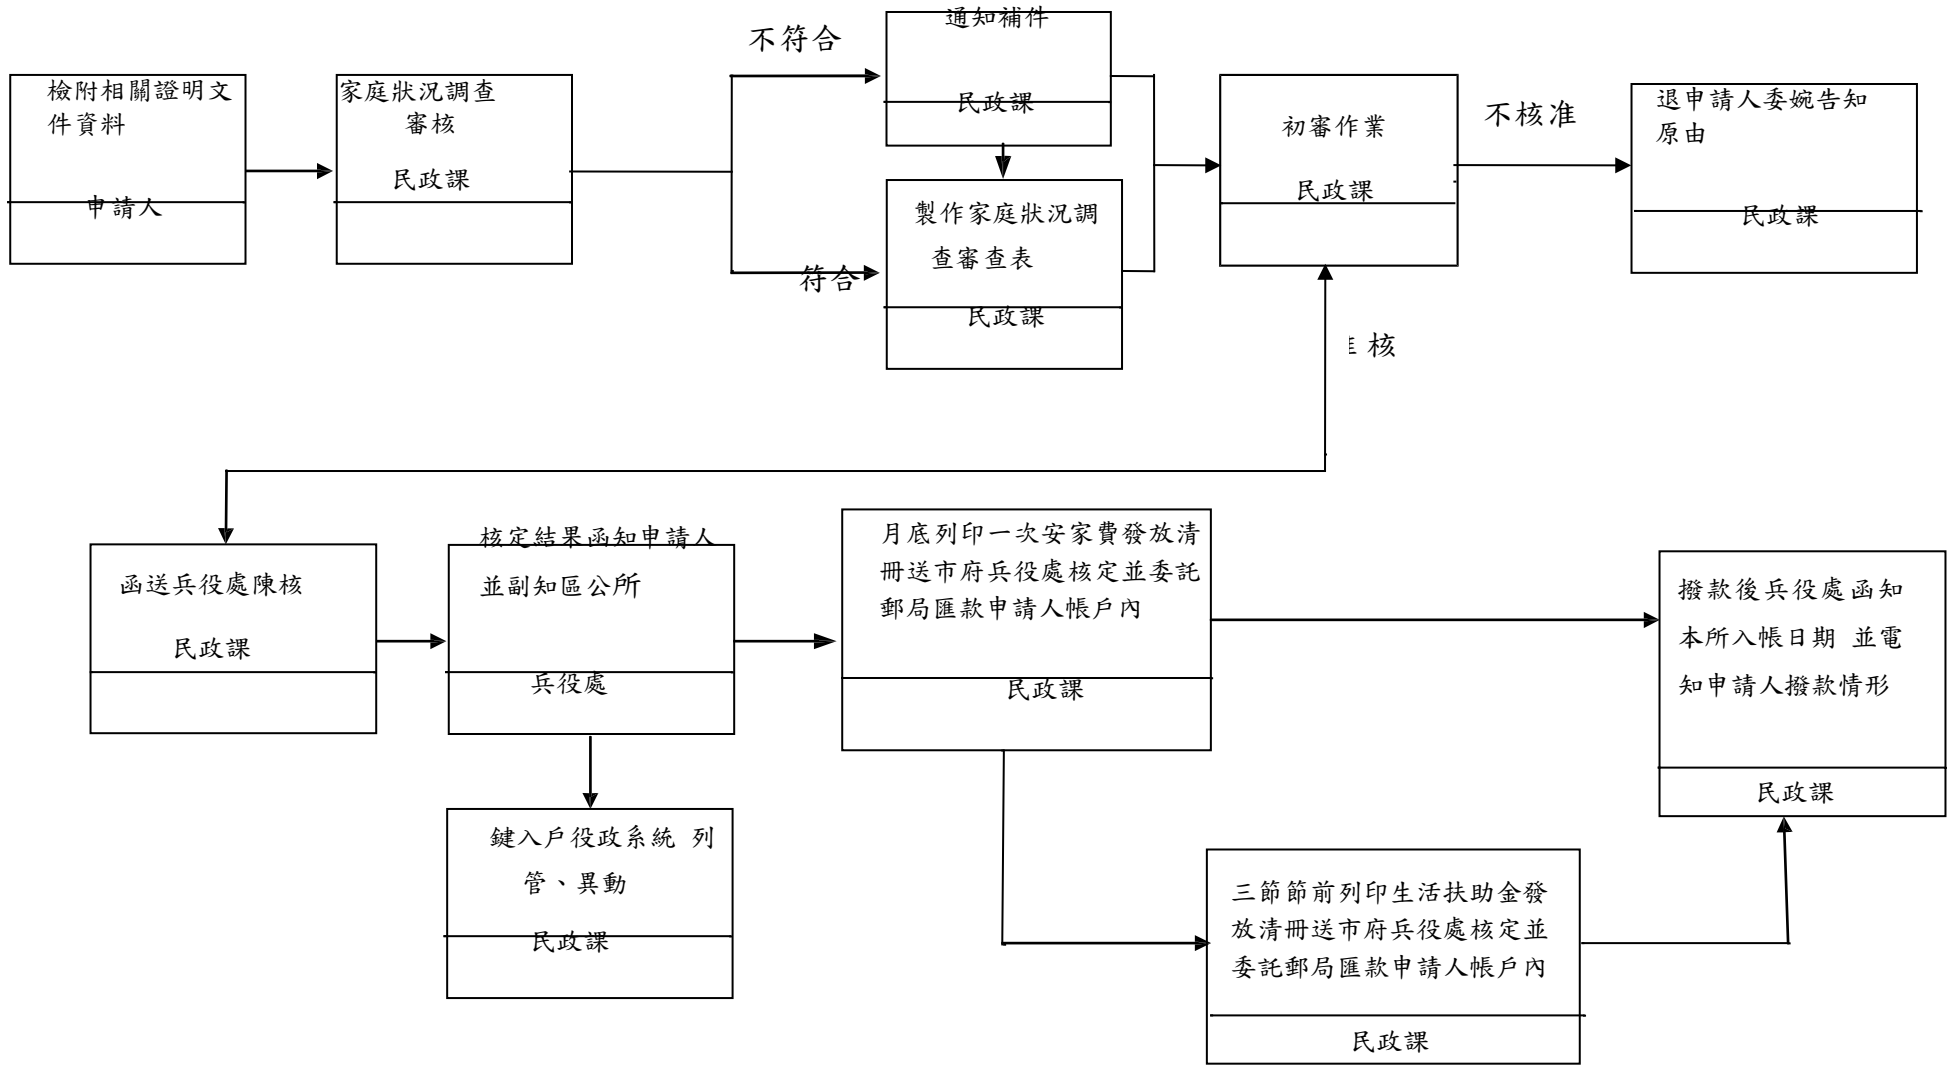 檢附相關證明文
件資料
申請人
家庭狀況調查
審核
民政課
不符合
通知補件
民政課
符合
製作家庭狀況調
查審查表
民政課
初審作業
民政課
不核准
退申請人委婉告知
原由
民政課
核
函送兵役處陳核
民政課
核定結果函知申請人
並副知區公所
兵役處
鍵入戶役政系統 列
管、異動
民政課
月底列印一次安家費發放清
冊送市府兵役處核定並委託
郵局匯款申請人帳戶內
民政課
三節節前列印生活扶助金發
放清冊送市府兵役處核定並
委託郵局匯款申請人帳戶內
民政課
撥款後兵役處函知
本所入帳日期 並電
知申請人撥款情形
民政課